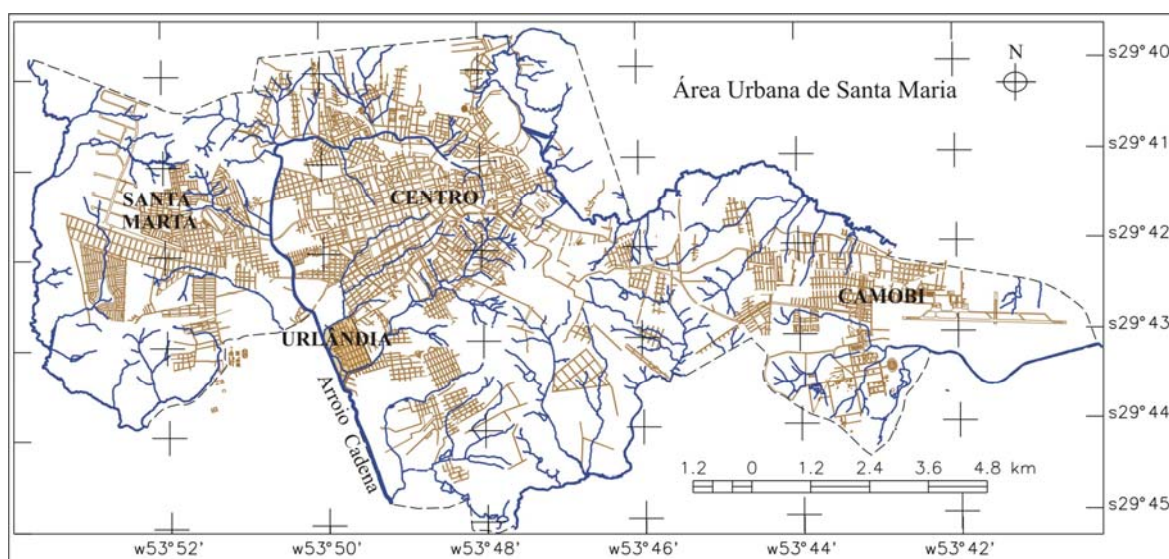 s29°40
N
Área Urbana de Santa Maria
s29°41
SANTA
MARTA
CENTRO
s29°42
CAMOBI
s29°43
URLÂNDIA
Arroio Cadena
s29°44
1.2 0 1.2 2.4 3.6 4.8 km
s29°45
w53°52' w53°50' w53°48' w53°46' w53°44' w53°42'